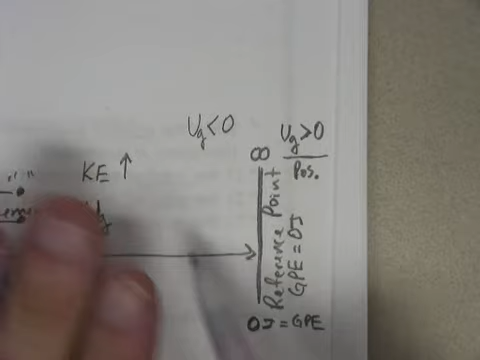 Ug<0
Ug>0
∞
Pos.
KE ↑
Reference Point
GPE = 0J
0J = GPE